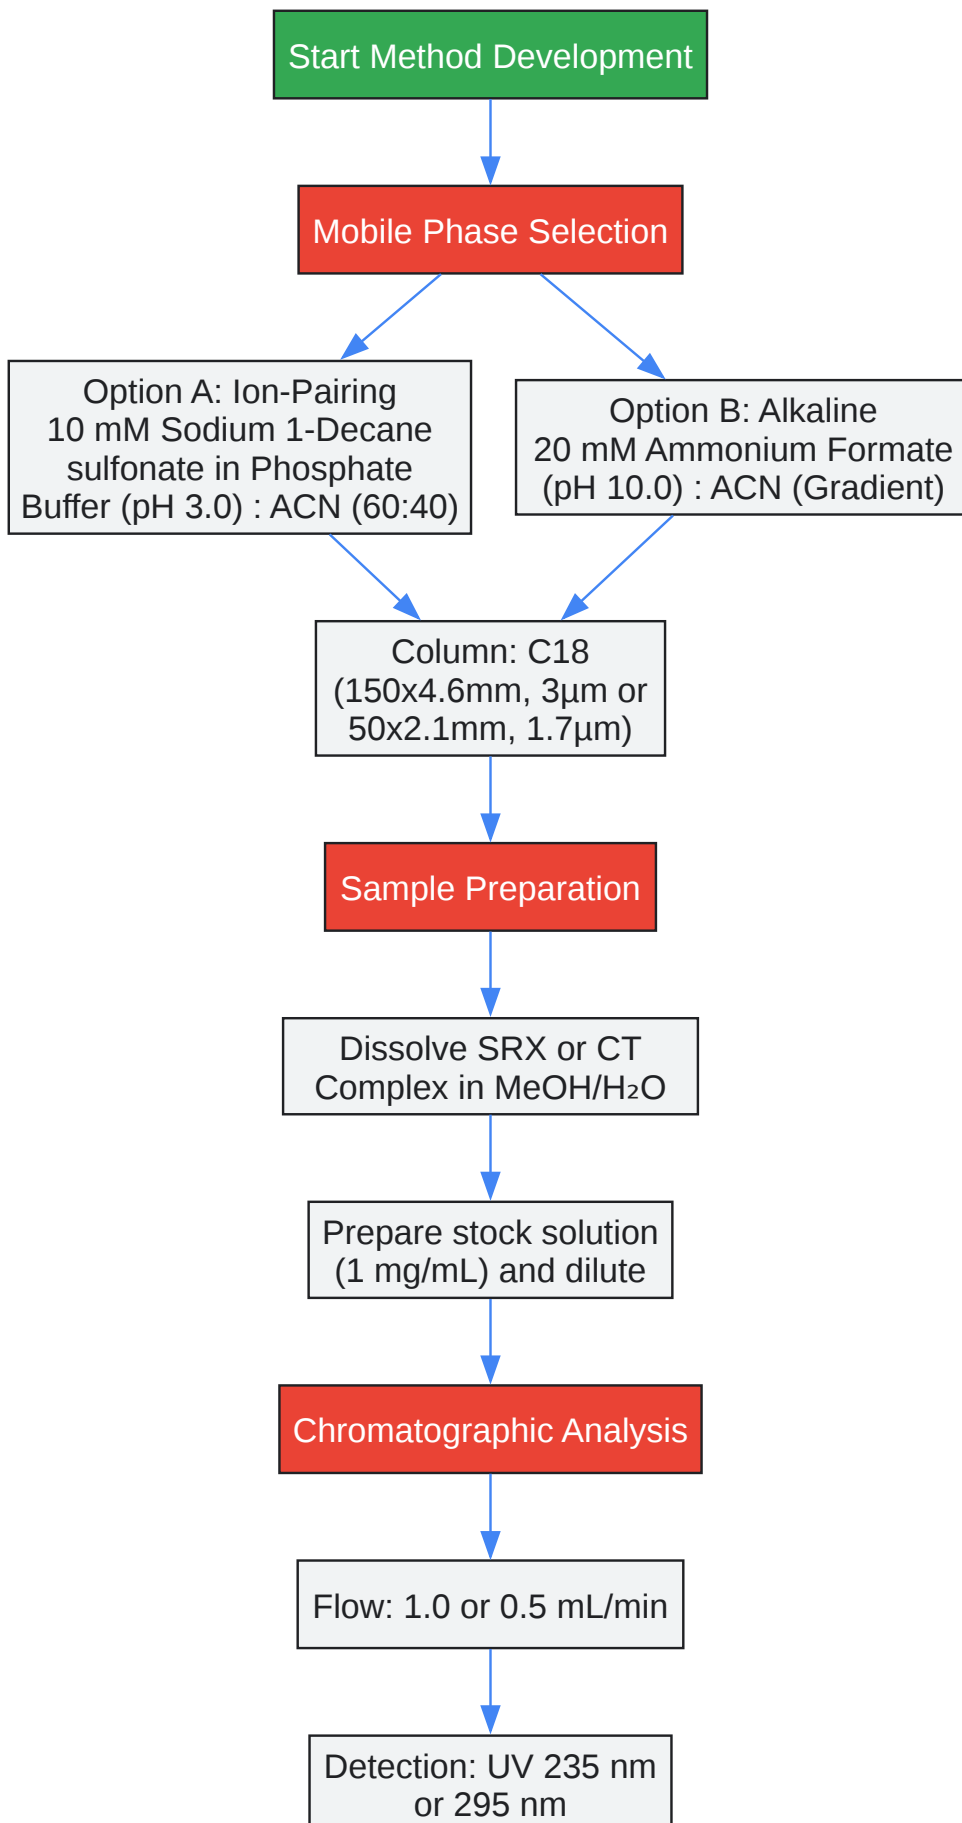 Start Method Development
Mobile Phase Selection
Option A: Ion-Pairing
10 mM Sodium 1-Decane
sulfonate in Phosphate
Buffer (pH 3.0) : ACN (60:40)
Option B: Alkaline
20 mM Ammonium Formate
(pH 10.0) : ACN (Gradient)
Column: C18
(150x4.6mm, 3µm or
50x2.1mm, 1.7µm)
Sample Preparation
Dissolve SRX or CT
Complex in MeOH/H₂O
Prepare stock solution
(1 mg/mL) and dilute
Chromatographic Analysis
Flow: 1.0 or 0.5 mL/min
Detection: UV 235 nm
or 295 nm